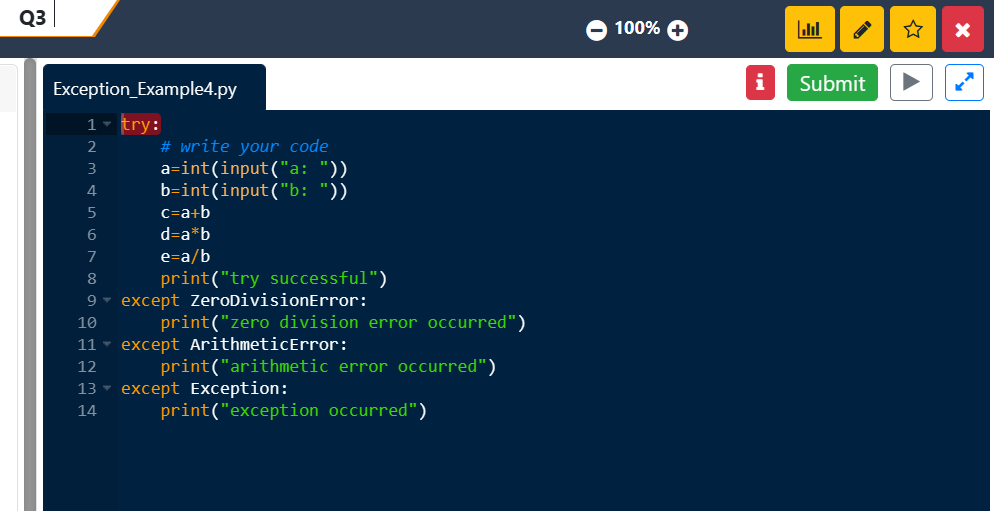 Q3
100%
Exception_Example4.py
Submit
1 try:
2     # write your code
3     a=int(input("a: "))
4     b=int(input("b: "))
5     c=a+b
6     d=a*b
7     e=a/b
8     print("try successful")
9 except ZeroDivisionError:
10     print("zero division error occurred")
11 except ArithmeticError:
12     print("arithmetic error occurred")
13 except Exception:
14     print("exception occurred")